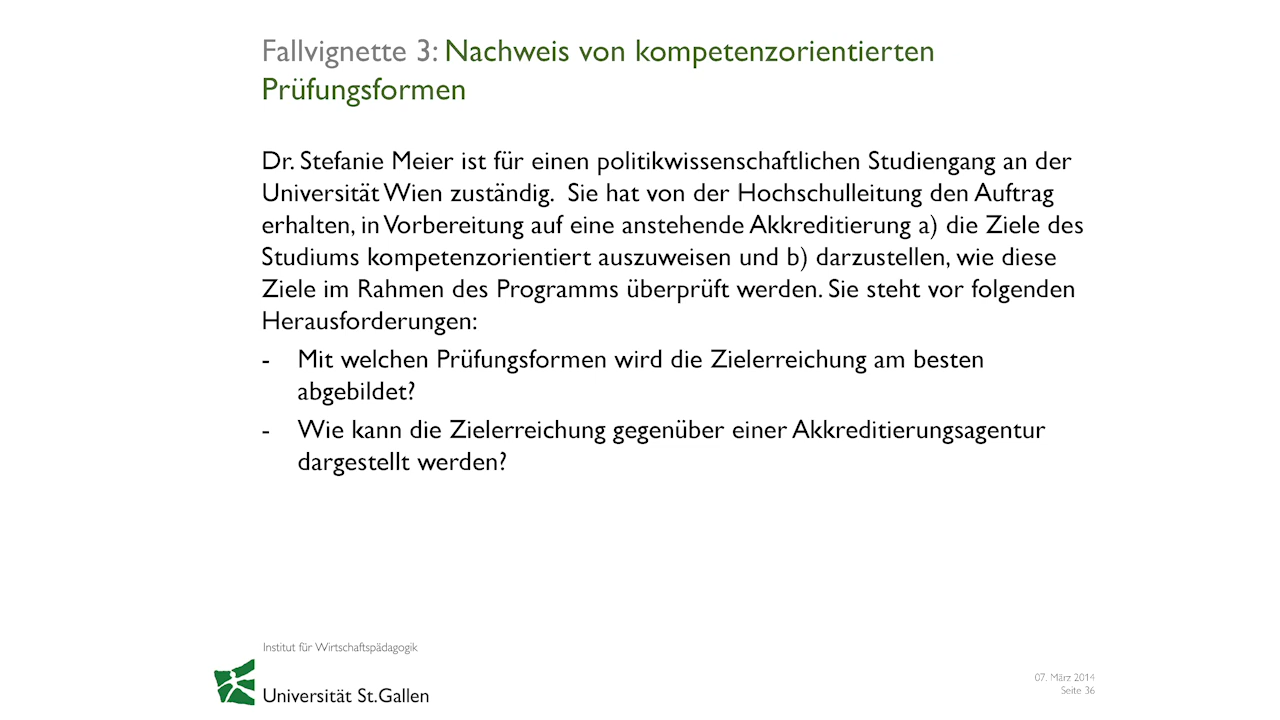 Fallvignette 3: Nachweis von kompetenzorientierten
Prüfungsformen
Dr. Stefanie Meier ist für einen politikwissenschaftlichen Studiengang an der
Universität Wien zuständig.  Sie hat von der Hochschulleitung den Auftrag
erhalten, in Vorbereitung auf eine anstehende Akkreditierung a) die Ziele des
Studiums kompetenzorientiert auszuweisen und b) darzustellen, wie diese
Ziele im Rahmen des Programms überprüft werden. Sie steht vor folgenden
Herausforderungen:
- Mit welchen Prüfungsformen wird die Zielerreichung am besten
abgebildet?
- Wie kann die Zielerreichung gegenüber einer Akkreditierungsagentur
dargestellt werden?
Institut für Wirtschaftspädagogik
Universität St.Gallen
07. März 2014
Seite 36